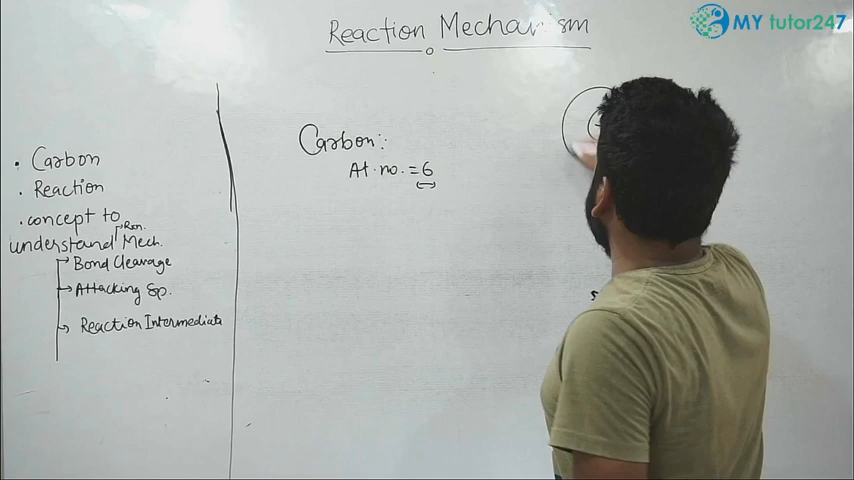 Reaction Mechanism
MY tutor247
• Carbon
• Reaction
• concept to
Rxn.
understand Mech.
→ Bond Cleavage
→ Attacking Sp.
→ Reaction Intermediate
Carbon:
At. no. = 6